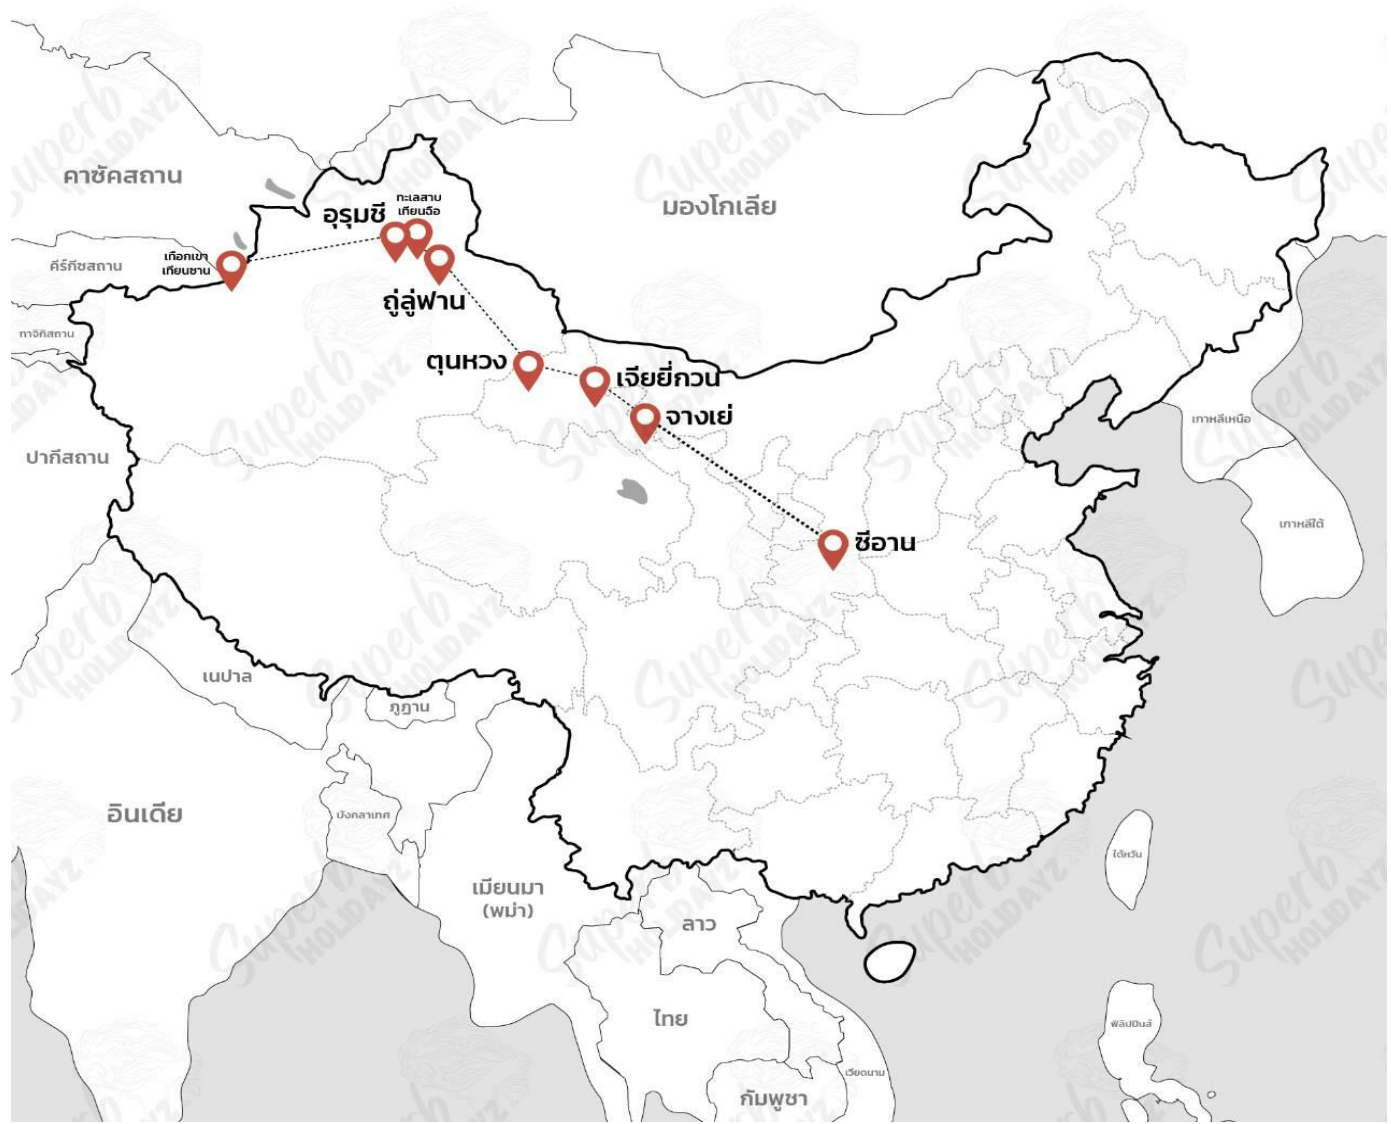 คาซัคสถาน
มองโกเลีย
ทะเลสาบ
เทียนฉือ
อุรุมชี
คีร์กีซสถาน
เทือกเขา
เทียนซาน
ถู่ลู่ฟาน
ทาจิกิสถาน
ตุนหวง
เจียยี่กวน
จางเย่
เกาหลีเหนือ
ปากีสถาน
เกาหลีใต้
ซีอาน
เนปาล
ภูฏาน
อินเดีย
บังคลาเทศ
ไต้หวัน
เมียนมา
(พม่า)
ลาว
ไทย
ฟิลิปปินส์
เวียดนาม
กัมพูชา
Superb
HOLIDAYZ